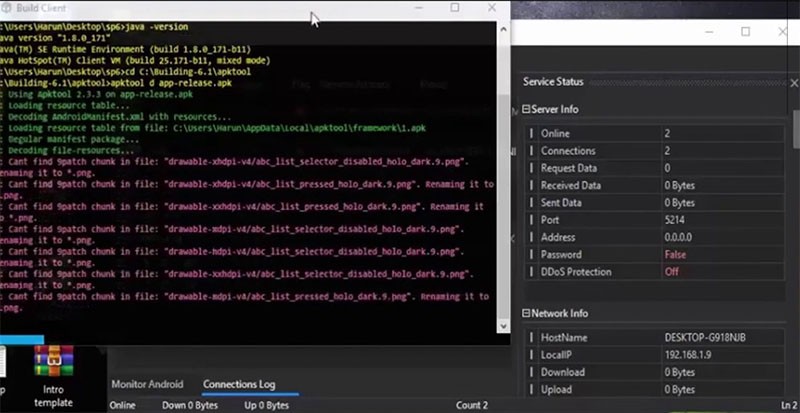 Build Client
:\Users\Harun\Desktop\sp6>java -version
ava version "1.8.0_171"
ava(TM) SE Runtime Environment (build 1.8.0_171-b11)
ava HotSpot(TM) Client VM (build 25.171-b11, mixed mode)
:\Users\Harun\Desktop\sp6>cd C:\Building-6.1\apktool
:\Building-6.1\apktool>apktool d app-release.apk
: Using Apktool 2.3.3 on app-release.apk
: Loading resource table...
: Decoding AndroidManifest.xml with resources...
: Loading resource table from file: C:\Users\Harun\AppData\Local\apktool\framework\1.apk
: Regular manifest package...
: Decoding file-resources...
: Cant find 9patch chunk in file: "drawable-xhdpi-v4/abc_list_selector_disabled_holo_dark.9.png".
Renaming it to *.png.
: Cant find 9patch chunk in file: "drawable-xhdpi-v4/abc_list_pressed_holo_dark.9.png". Renaming it to
*.png.
: Cant find 9patch chunk in file: "drawable-xxhdpi-v4/abc_list_pressed_holo_dark.9.png". Renaming it
to *.png.
: Cant find 9patch chunk in file: "drawable-mdpi-v4/abc_list_selector_disabled_holo_dark.9.png".
enaming it to *.png.
: Cant find 9patch chunk in file: "drawable-hdpi-v4/abc_list_selector_disabled_holo_dark.9.png".
enaming it to *.png.
: Cant find 9patch chunk in file: "drawable-xxhdpi-v4/abc_list_selector_disabled_holo_dark.9.png".
Renaming it to *.png.
: Cant find 9patch chunk in file: "drawable-mdpi-v4/abc_list_pressed_holo_dark.9.png". Renaming it to
.png.
Service Status
Server Info
Online 2
Connections 2
Request Data 0
Received Data 0 Bytes
Sent Data 0 Bytes
Port 5214
Address 0.0.0.0
Password False
DDoS Protection Off
Network Info
HostName DESKTOP-G918NJB
LocalIP 192.168.1.9
Download 0 Bytes
Upload 0 Bytes
p
Intro
template
Monitor Android Connections Log
Online Down 0 Bytes Up 0 Bytes Count 2 Ln 2